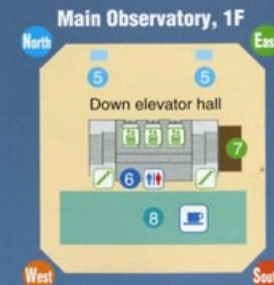 Main Observatory, 1F
North
Eas
5
5
Down elevator hall
7
6
8
West
Sout